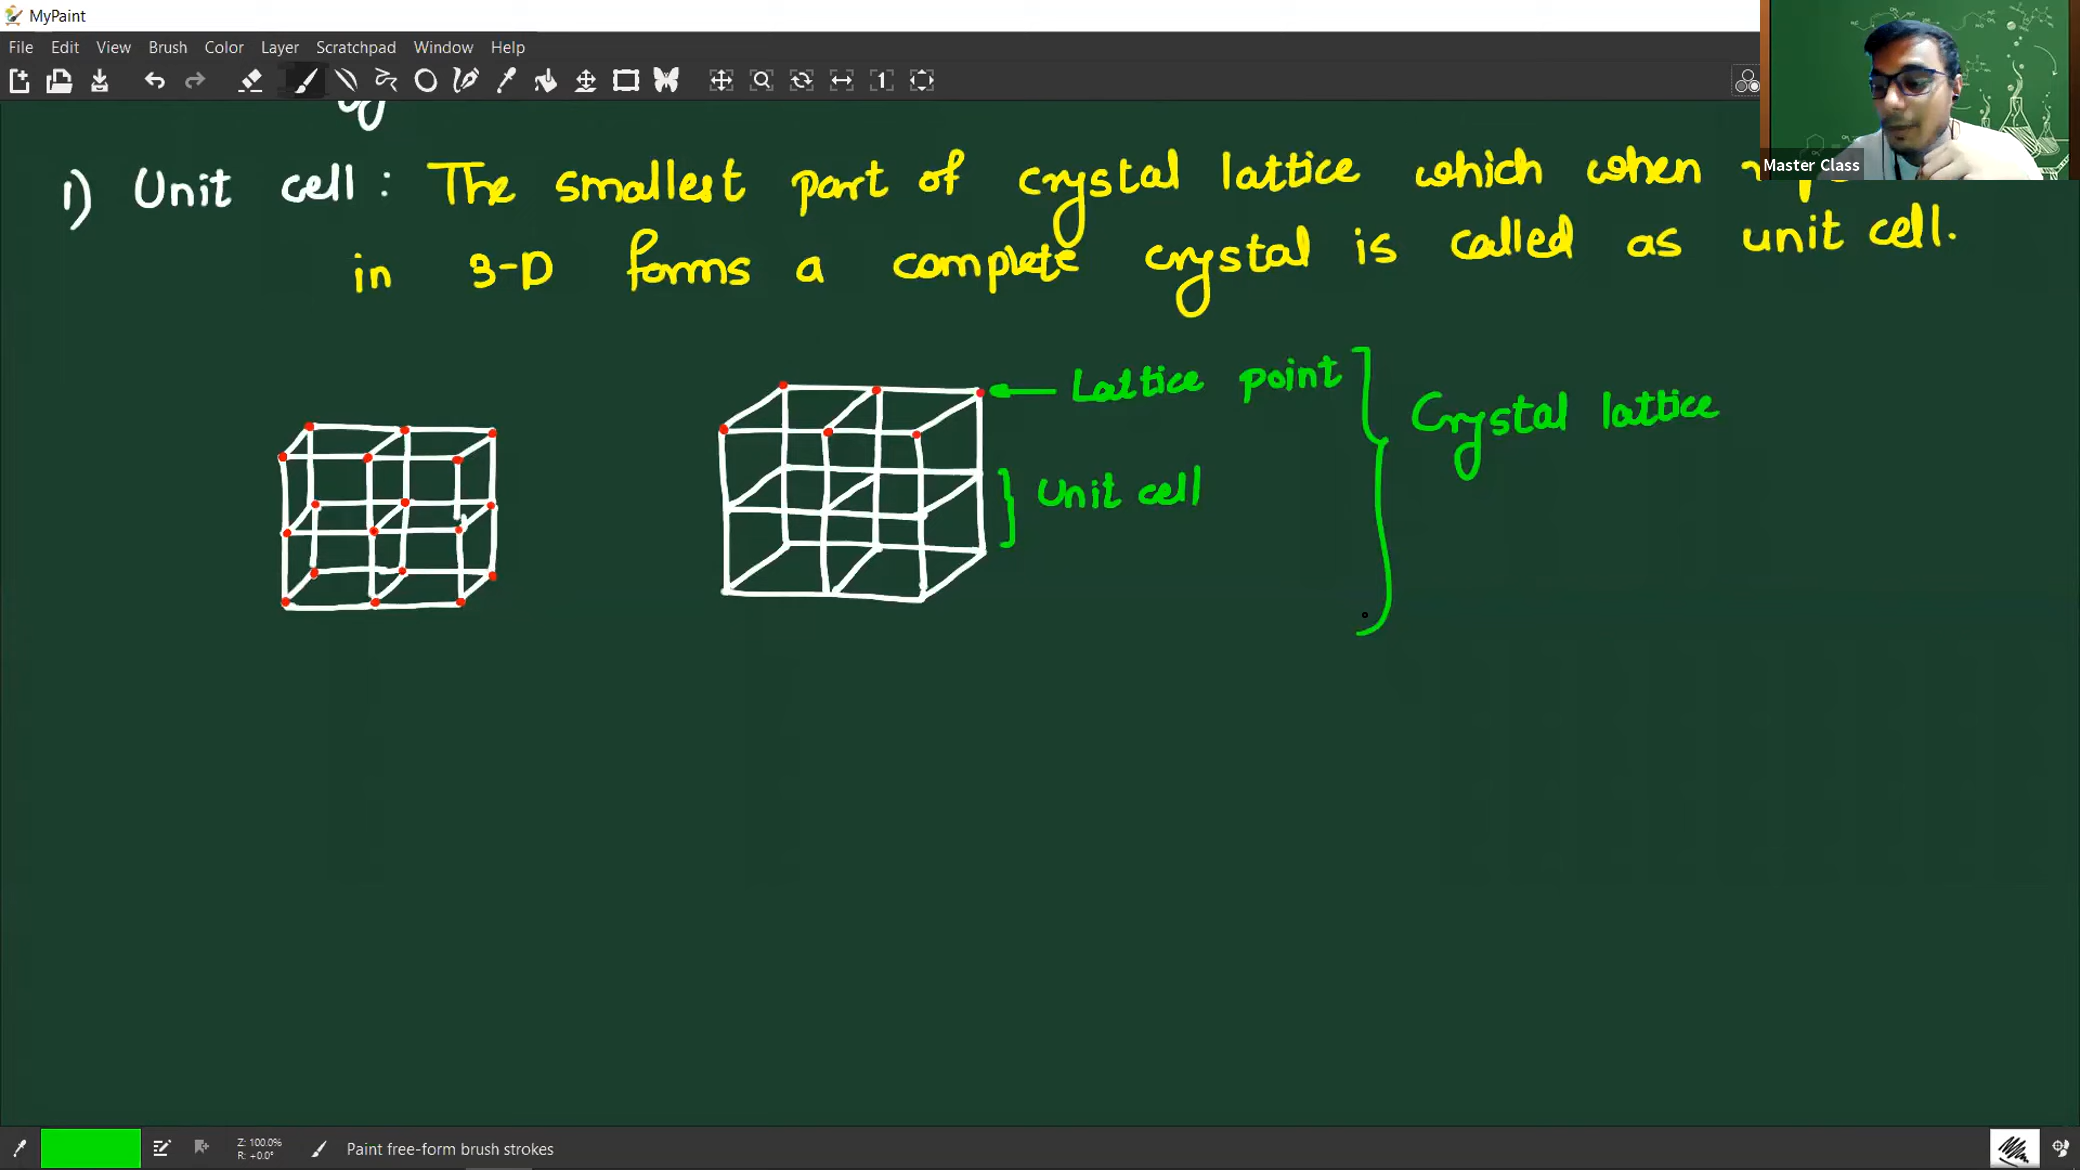 MyPaint
File Edit View Brush Color Layer Scratchpad Window Help
Master Class
1) Unit cell : The smallest part of crystal lattice which when
in 3-D forms a complete crystal is called as unit cell.
Lattice point
Crystal lattice
Unit cell
Z: 100.0%
R: +0.0°
Paint free-form brush strokes